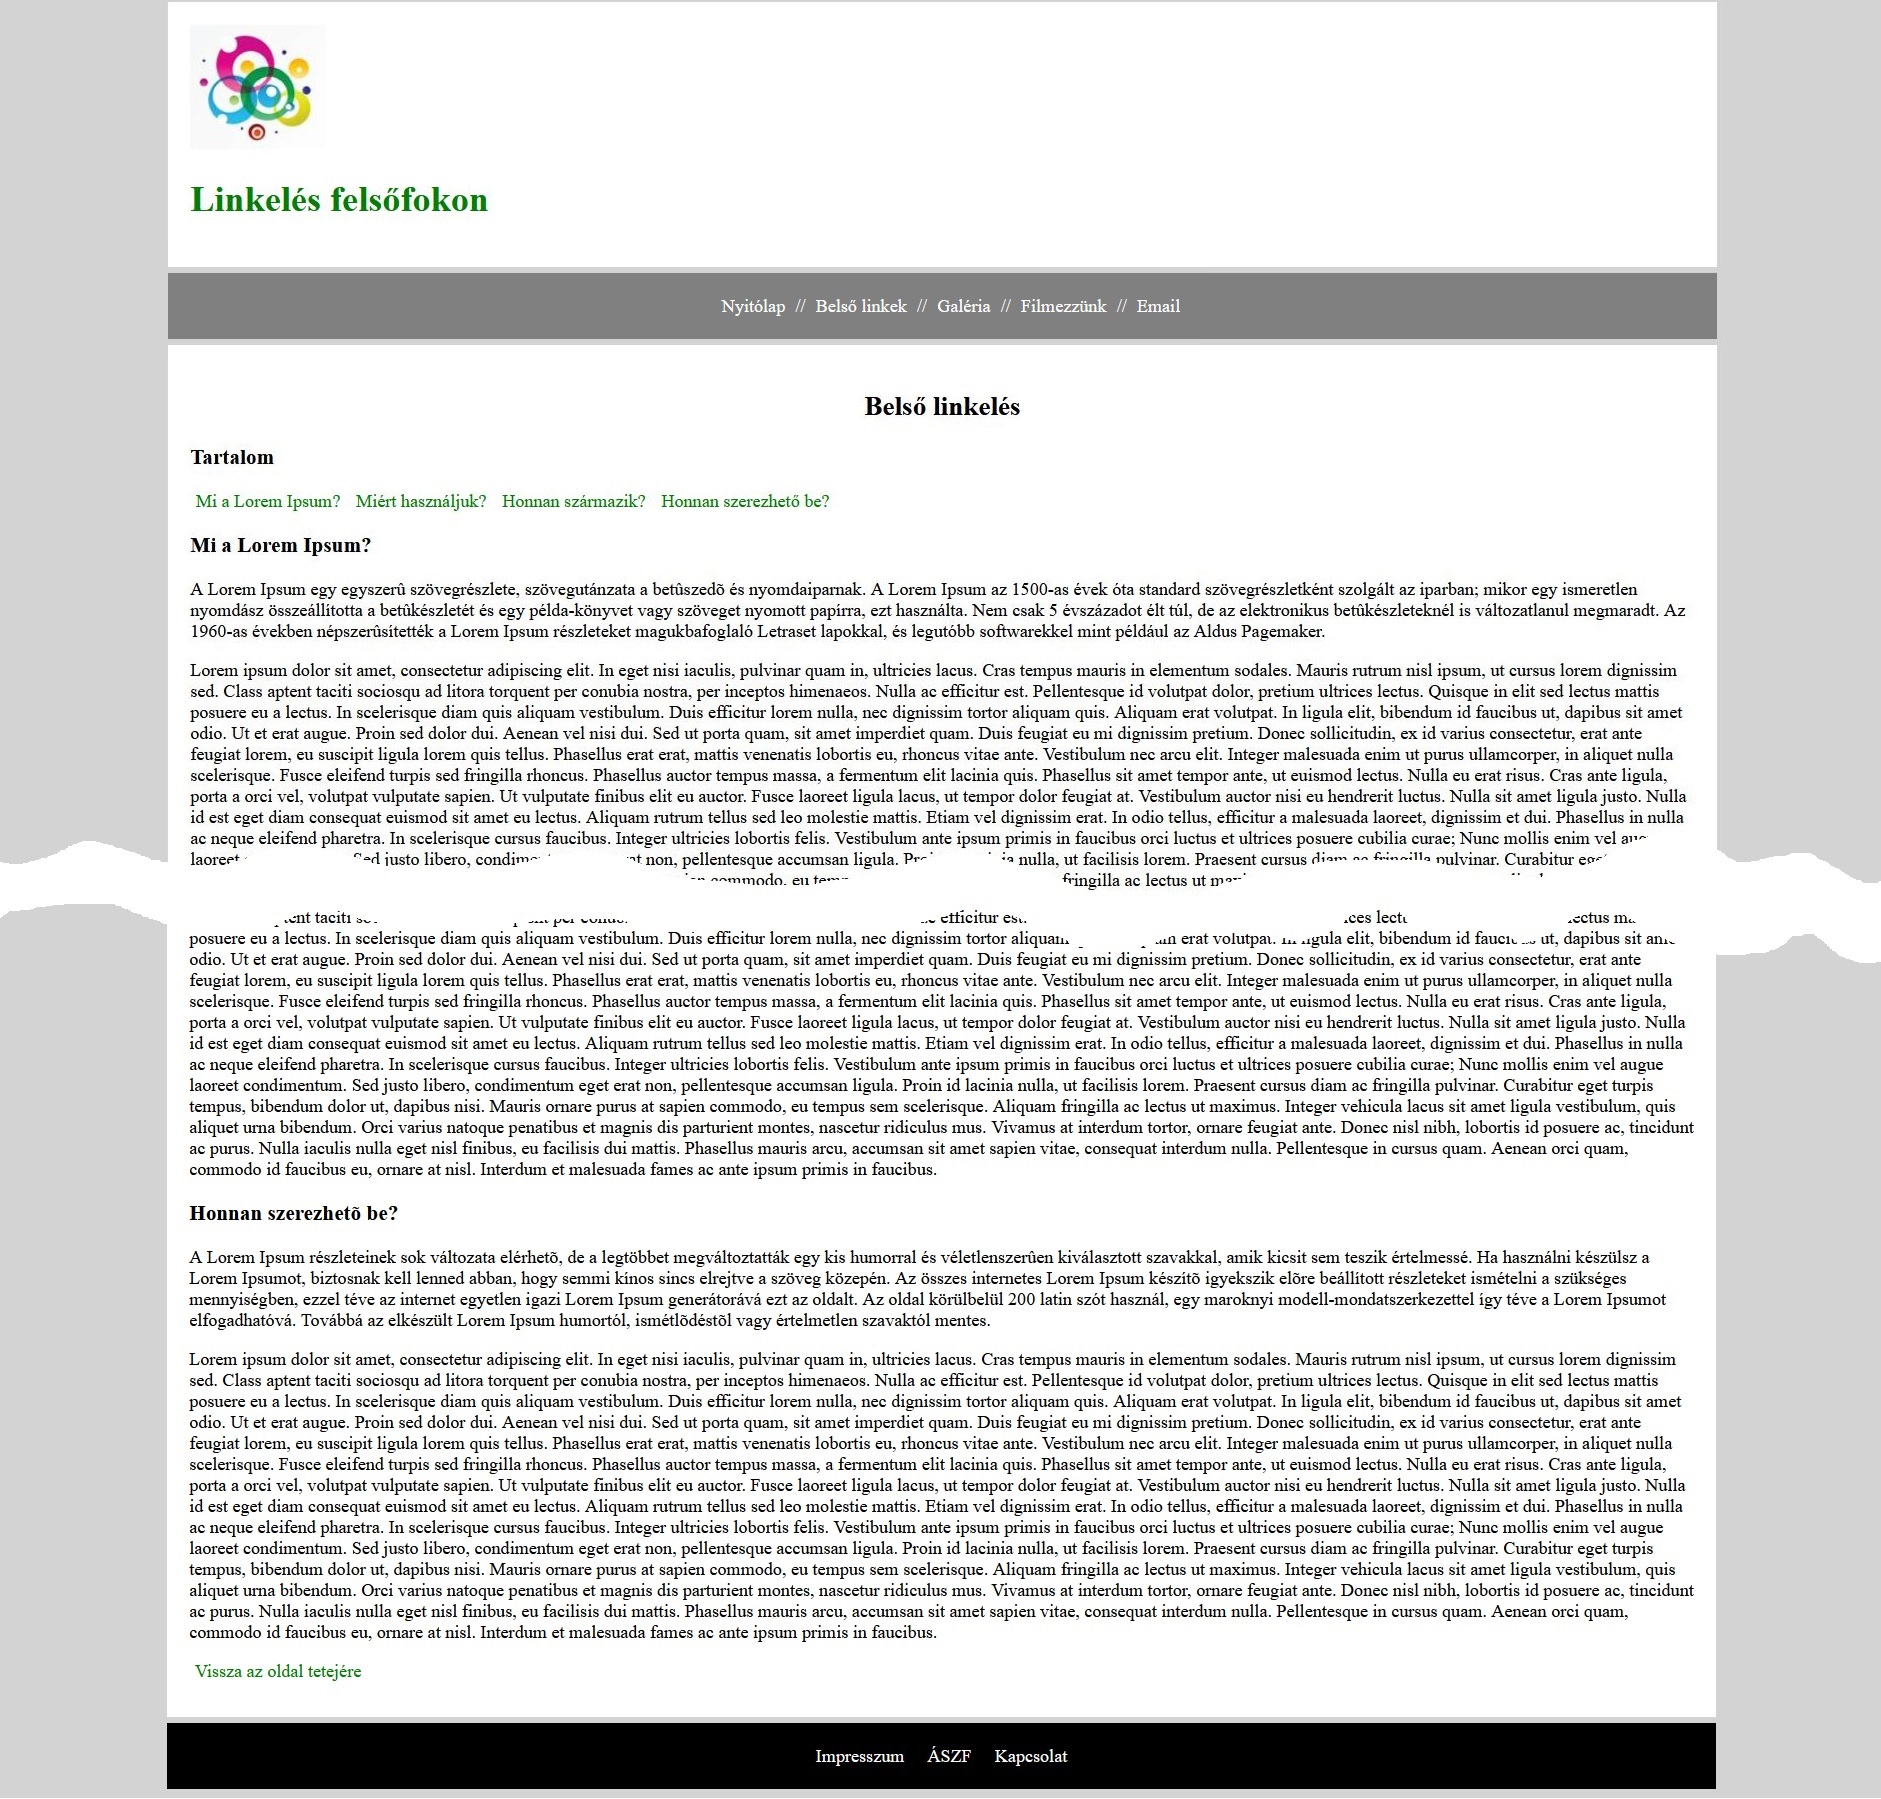 Linkelés felsőfokon
Nyitólap // Belső linkek // Galéria // Filmezzünk // Email
Belső linkelés
Tartalom
Mi a Lorem Ipsum? Miért használjuk? Honnan származik? Honnan szerezhető be?
Mi a Lorem Ipsum?
A Lorem Ipsum egy egyszerû szövegrészlete, szövegutánzata a betûszedõ és nyomdaiparnak. A Lorem Ipsum az 1500-as évek óta standard szövegrészletként szolgált az iparban; mikor egy ismeretlen
nyomdász összeállította a betûkészletét és egy példa-könyvet vagy szöveget nyomott papírra, ezt használta. Nem csak 5 évszázadot élt túl, de az elektronikus betûkészleteknél is változatlanul megmaradt. Az
1960-as években népszerûsítették a Lorem Ipsum részleteket magukbafoglaló Letraset lapokkal, és legutóbb softwarekkel mint például az Aldus Pagemaker.
Lorem ipsum dolor sit amet, consectetur adipiscing elit. In eget nisi iaculis, pulvinar quam in, ultricies lacus. Cras tempus mauris in elementum sodales. Mauris rutrum nisl ipsum, ut cursus lorem dignissim
sed. Class aptent taciti sociosqu ad litora torquent per conubia nostra, per inceptos himenaeos. Nulla ac efficitur est. Pellentesque id volutpat dolor, pretium ultrices lectus. Quisque in elit sed lectus mattis
posuere eu a lectus. In scelerisque diam quis aliquam vestibulum. Duis efficitur lorem nulla, nec dignissim tortor aliquam quis. Aliquam erat volutpat. In ligula elit, bibendum id faucibus ut, dapibus sit amet
odio. Ut et erat augue. Proin sed dolor dui. Aenean vel nisi dui. Sed ut porta quam, sit amet imperdiet quam. Duis feugiat eu mi dignissim pretium. Donec sollicitudin, ex id varius consectetur, erat ante
feugiat lorem, eu suscipit ligula lorem quis tellus. Phasellus erat erat, mattis venenatis lobortis eu, rhoncus vitae ante. Vestibulum nec arcu elit. Integer malesuada enim ut purus ullamcorper, in aliquet nulla
scelerisque. Fusce eleifend turpis sed fringilla rhoncus. Phasellus auctor tempus massa, a fermentum elit lacinia quis. Phasellus sit amet tempor ante, ut euismod lectus. Nulla eu erat risus. Cras ante ligula,
porta a orci vel, volutpat vulputate sapien. Ut vulputate finibus elit eu auctor. Fusce laoreet ligula lacus, ut tempor dolor feugiat at. Vestibulum auctor nisi eu hendrerit luctus. Nulla sit amet ligula justo. Nulla
id est eget diam consequat euismod sit amet eu lectus. Aliquam rutrum tellus sed leo molestie mattis. Etiam vel dignissim erat. In odio tellus, efficitur a malesuada laoreet, dignissim et dui. Phasellus in nulla
ac neque eleifend pharetra. In scelerisque cursus faucibus. Integer ultricies lobortis felis. Vestibulum ante ipsum primis in faucibus orci luctus et ultrices posuere cubilia curae; Nunc mollis enim vel
laoreet Sed justo libero, non, pellentesque accumsan ligula. nulla, ut facilisis lorem. Praesent cursus diam ac fringilla pulvinar. Curabitur
commodo, eu fringilla ac lectus ut
taciti efficitur
posuere eu a lectus. In scelerisque diam quis aliquam vestibulum. Duis efficitur lorem nulla, nec dignissim tortor aliquam erat volutpat. ligula elit, bibendum id ut, dapibus sit
odio. Ut et erat augue. Proin sed dolor dui. Aenean vel nisi dui. Sed ut porta quam, sit amet imperdiet quam. Duis feugiat eu mi dignissim pretium. Donec sollicitudin, ex id varius consectetur, erat ante
feugiat lorem, eu suscipit ligula lorem quis tellus. Phasellus erat erat, mattis venenatis lobortis eu, rhoncus vitae ante. Vestibulum nec arcu elit. Integer malesuada enim ut purus ullamcorper, in aliquet nulla
scelerisque. Fusce eleifend turpis sed fringilla rhoncus. Phasellus auctor tempus massa, a fermentum elit lacinia quis. Phasellus sit amet tempor ante, ut euismod lectus. Nulla eu erat risus. Cras ante ligula,
porta a orci vel, volutpat vulputate sapien. Ut vulputate finibus elit eu auctor. Fusce laoreet ligula lacus, ut tempor dolor feugiat at. Vestibulum auctor nisi eu hendrerit luctus. Nulla sit amet ligula justo. Nulla
id est eget diam consequat euismod sit amet eu lectus. Aliquam rutrum tellus sed leo molestie mattis. Etiam vel dignissim erat. In odio tellus, efficitur a malesuada laoreet, dignissim et dui. Phasellus in nulla
ac neque eleifend pharetra. In scelerisque cursus faucibus. Integer ultricies lobortis felis. Vestibulum ante ipsum primis in faucibus orci luctus et ultrices posuere cubilia curae; Nunc mollis enim vel augue
laoreet condimentum. Sed justo libero, condimentum eget erat non, pellentesque accumsan ligula. Proin id lacinia nulla, ut facilisis lorem. Praesent cursus diam ac fringilla pulvinar. Curabitur eget turpis
tempus, bibendum dolor ut, dapibus nisi. Mauris ornare purus at sapien commodo, eu tempus sem scelerisque. Aliquam fringilla ac lectus ut maximus. Integer vehicula lacus sit amet ligula vestibulum, quis
aliquet urna bibendum. Orci varius natoque penatibus et magnis dis parturient montes, nascetur ridiculus mus. Vivamus at interdum tortor, ornare feugiat ante. Donec nisl nibh, lobortis id posuere ac, tincidunt
ac purus. Nulla iaculis nulla eget nisl finibus, eu facilisis dui mattis. Phasellus mauris arcu, accumsan sit amet sapien vitae, consequat interdum nulla. Pellentesque in cursus quam. Aenean orci quam,
commodo id faucibus eu, ornare at nisl. Interdum et malesuada fames ac ante ipsum primis in faucibus.
Honnan szerezhetõ be?
A Lorem Ipsum részleteinek sok változata elérhetõ, de a legtöbbet megváltoztatták egy kis humorral és véletlenszerûen kiválasztott szavakkal, amik kicsit sem teszik értelmessé. Ha használni készülsz a
Lorem Ipsumot, biztosnak kell lenned abban, hogy semmi kínos sincs elrejtve a szöveg közepén. Az összes internetes Lorem Ipsum készítõ igyekszik elõre beállított részleteket ismételni a szükséges
mennyiségben, ezzel téve az internet egyetlen igazi Lorem Ipsum generátorává ezt az oldalt. Az oldal körülbelül 200 latin szót használ, egy maroknyi modell-mondatszerkezettel így téve a Lorem Ipsumot
elfogadhatóvá. Továbbá az elkészült Lorem Ipsum humortól, ismétlõdéstõl vagy értelmetlen szavaktól mentes.
Lorem ipsum dolor sit amet, consectetur adipiscing elit. In eget nisi iaculis, pulvinar quam in, ultricies lacus. Cras tempus mauris in elementum sodales. Mauris rutrum nisl ipsum, ut cursus lorem dignissim
sed. Class aptent taciti sociosqu ad litora torquent per conubia nostra, per inceptos himenaeos. Nulla ac efficitur est. Pellentesque id volutpat dolor, pretium ultrices lectus. Quisque in elit sed lectus mattis
posuere eu a lectus. In scelerisque diam quis aliquam vestibulum. Duis efficitur lorem nulla, nec dignissim tortor aliquam quis. Aliquam erat volutpat. In ligula elit, bibendum id faucibus ut, dapibus sit amet
odio. Ut et erat augue. Proin sed dolor dui. Aenean vel nisi dui. Sed ut porta quam, sit amet imperdiet quam. Duis feugiat eu mi dignissim pretium. Donec sollicitudin, ex id varius consectetur, erat ante
feugiat lorem, eu suscipit ligula lorem quis tellus. Phasellus erat erat, mattis venenatis lobortis eu, rhoncus vitae ante. Vestibulum nec arcu elit. Integer malesuada enim ut purus ullamcorper, in aliquet nulla
scelerisque. Fusce eleifend turpis sed fringilla rhoncus. Phasellus auctor tempus massa, a fermentum elit lacinia quis. Phasellus sit amet tempor ante, ut euismod lectus. Nulla eu erat risus. Cras ante ligula,
porta a orci vel, volutpat vulputate sapien. Ut vulputate finibus elit eu auctor. Fusce laoreet ligula lacus, ut tempor dolor feugiat at. Vestibulum auctor nisi eu hendrerit luctus. Nulla sit amet ligula justo. Nulla
id est eget diam consequat euismod sit amet eu lectus. Aliquam rutrum tellus sed leo molestie mattis. Etiam vel dignissim erat. In odio tellus, efficitur a malesuada laoreet, dignissim et dui. Phasellus in nulla
ac neque eleifend pharetra. In scelerisque cursus faucibus. Integer ultricies lobortis felis. Vestibulum ante ipsum primis in faucibus orci luctus et ultrices posuere cubilia curae; Nunc mollis enim vel augue
laoreet condimentum. Sed justo libero, condimentum eget erat non, pellentesque accumsan ligula. Proin id lacinia nulla, ut facilisis lorem. Praesent cursus diam ac fringilla pulvinar. Curabitur eget turpis
tempus, bibendum dolor ut, dapibus nisi. Mauris ornare purus at sapien commodo, eu tempus sem scelerisque. Aliquam fringilla ac lectus ut maximus. Integer vehicula lacus sit amet ligula vestibulum, quis
aliquet urna bibendum. Orci varius natoque penatibus et magnis dis parturient montes, nascetur ridiculus mus. Vivamus at interdum tortor, ornare feugiat ante. Donec nisl nibh, lobortis id posuere ac, tincidunt
ac purus. Nulla iaculis nulla eget nisl finibus, eu facilisis dui mattis. Phasellus mauris arcu, accumsan sit amet sapien vitae, consequat interdum nulla. Pellentesque in cursus quam. Aenean orci quam,
commodo id faucibus eu, ornare at nisl. Interdum et malesuada fames ac ante ipsum primis in faucibus.
Vissza az oldal tetejére
Impresszum ÁSZF Kapcsolat